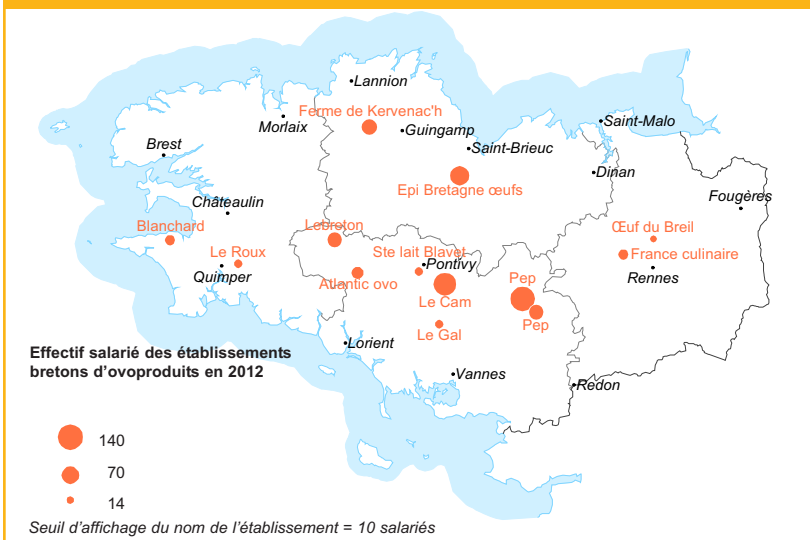 Lannion
Ferme de Kervenac'h
Morlaix
Guingamp
Saint-Malo
Brest
Saint-Brieuc
Dinan
Epi Bretagne œufs
Fougères
Châteaulin
Blanchard
Lebreton
Œuf du Breil
Le Roux
Ste lait Blavet
France culinaire
Quimper
Pontivy
Rennes
Atlantic ovo
Pep
Le Cam
Pep
Le Gal
Lorient
Effectif salarié des établissements
bretons d'ovoproduits en 2012
Vannes
Redon
140
70
14
Seuil d'affichage du nom de l'établissement = 10 salariés